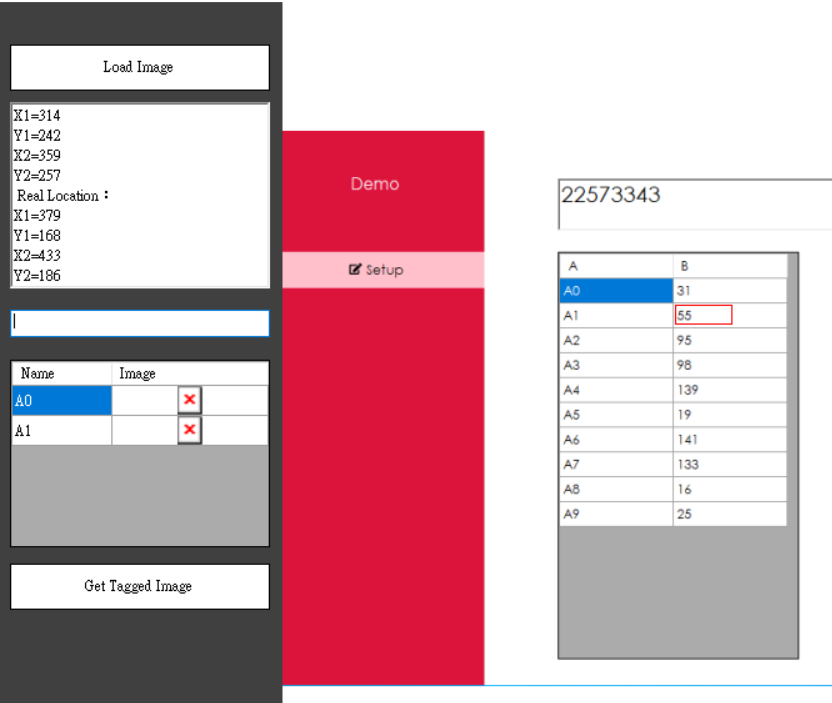 Load Image
X1=314
Y1=242
X2=359
Y2=257
Real Location：
X1=379
Y1=168
X2=433
Y2=186
Name Image
A0
A1
Get Tagged Image
Demo
Setup
22573343
A B
A0 31
A1 55
A2 95
A3 98
A4 139
A5 19
A6 141
A7 133
A8 16
A9 25